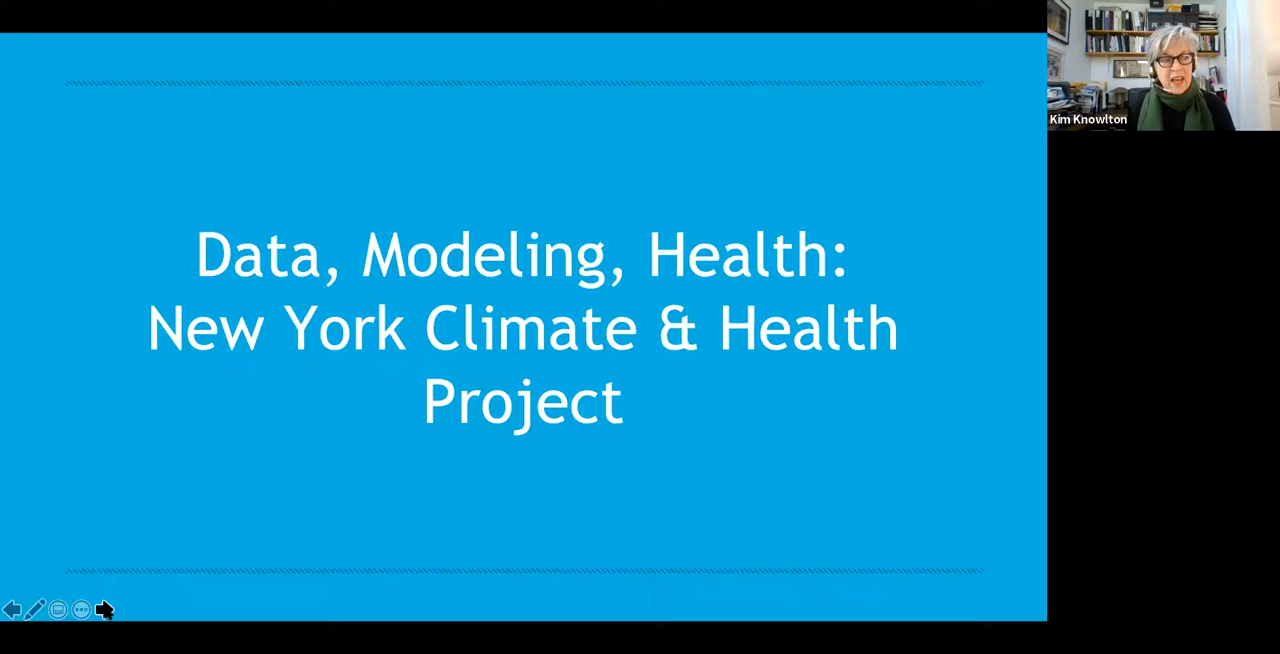 Data, Modeling, Health:
New York Climate & Health
Project
Kim Knowlton